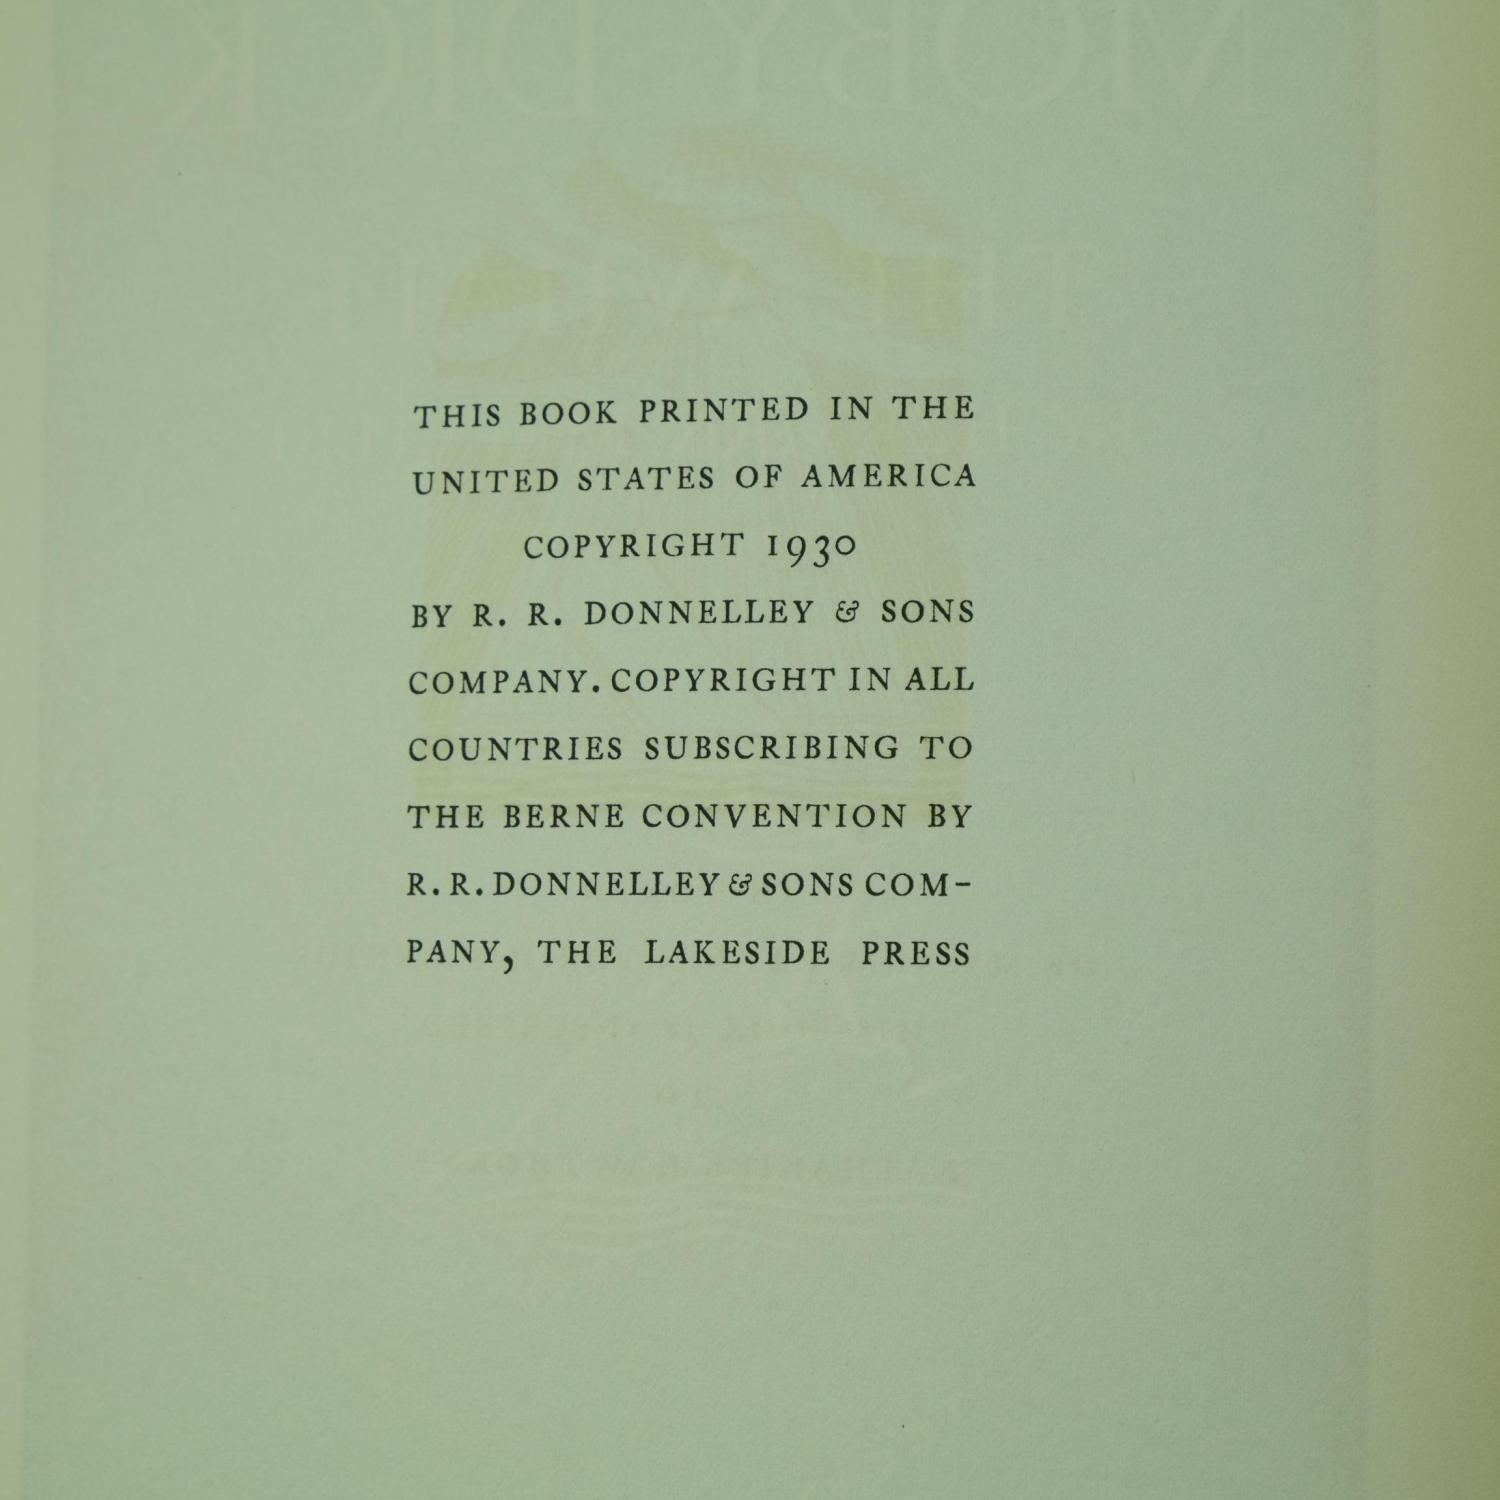 THIS BOOK PRINTED IN THE
UNITED STATES OF AMERICA
COPYRIGHT 1930
BY R. R. DONNELLEY & SONS
COMPANY. COPYRIGHT IN ALL
COUNTRIES SUBSCRIBING TO
THE BERNE CONVENTION BY
R. R. DONNELLEY & SONS COM-
PANY, THE LAKESIDE PRESS